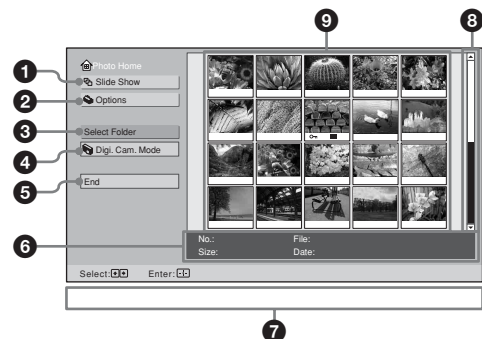 9
8
Photo Home
1
Slide Show
2
Options
3
Select Folder
4
Digi. Cam. Mode
5
End
6
No.: File:
Size: Date:
Select: Enter:
7